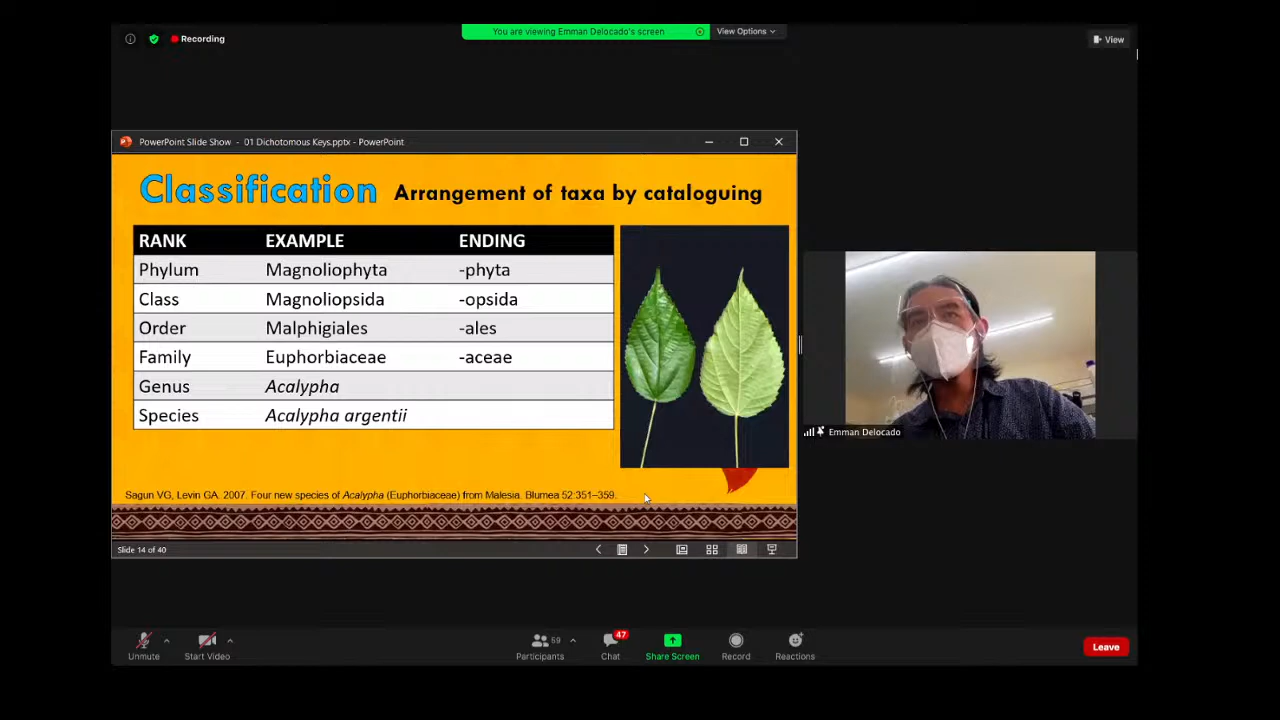 Recording
You are viewing Emman Delocado's screen
View Options
View
PowerPoint Slide Show - 01 Dichotomous Keys.pptx - PowerPoint
Classification Arrangement of taxa by cataloguing
RANK EXAMPLE ENDING
Phylum Magnoliophyta -phyta
Class Magnoliopsida -opsida
Order Malphigiales -ales
Family Euphorbiaceae -aceae
Genus Acalypha
Species Acalypha argentii
Emman Delocado
Sagun VG, Levin GA. 2007. Four new species of Acalypha (Euphorbiaceae) from Malesia. Blumea 52:351–359.
Slide 14 of 40
59
47
Unmute Start Video Participants Chat Share Screen Record Reactions Leave